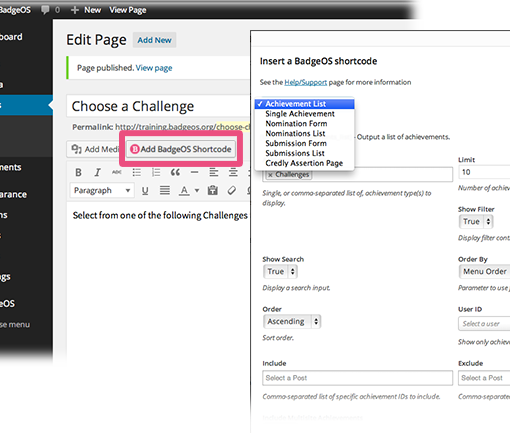 BadgeOS 0 + New View Page
board
Edit Page Add New
Page published. View page
Choose a Challenge
Permalink: http://training.badgeos.org/choose-c
Add Medi Add BadgeOS Shortcode
B I ABC
Paragraph U A
Select from one of the following Challenges
a
s
ments
arance
ns
s
ngs
eOS
se menu
Insert a BadgeOS shortcode
See the Help/Support page for more information
✓ Achievement List
Single Achievement
Nomination Form
Nominations List
Submission Form
Submissions List
Credly Assertion Page
- Output a list of achievements.
× Challenges
Single, or comma-separated list of, achievement type(s) to
display.
Limit
10
Number of achiev
Show Filter
True
Display filter cont
Show Search
True
Display a search input.
Order By
Menu Order
Parameter to use f
Order
Ascending
Sort order.
User ID
Select a user
Show only achiev
Include
Select a Post
Comma-separated list of specific achievement IDs to include.
Exclude
Select a Post
Comma-separated